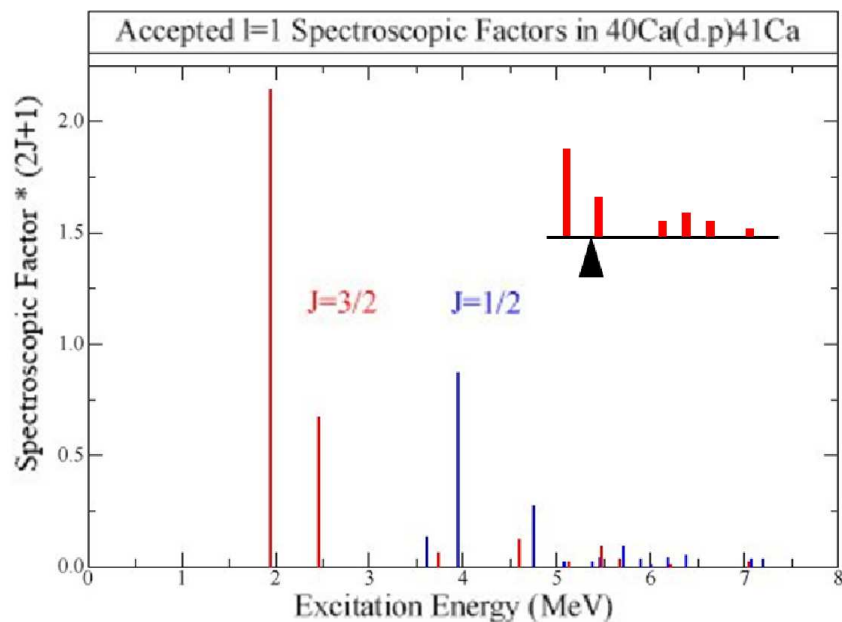 Accepted l=1 Spectroscopic Factors in 40Ca(d.p)41Ca
Spectroscopic Factor * (2J+1)
2.0
1.5
1.0
0.5
0.0
J=3/2 J=1/2
0 1 2 3 4 5 6 7 8
Excitation Energy (MeV)